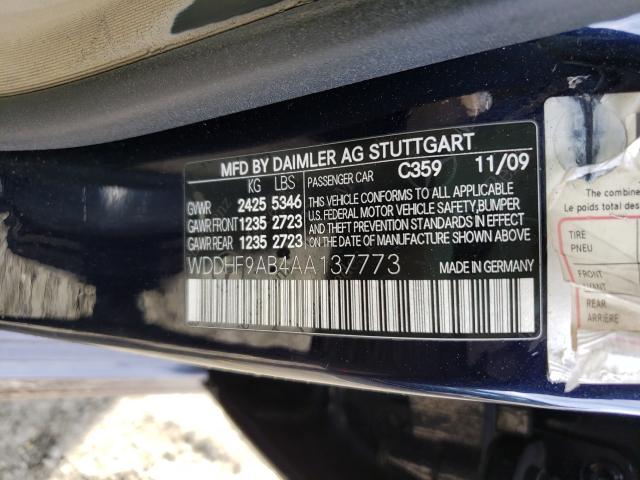 MFD BY DAIMLER AG STUTTGART
KG LBS PASSENGER CAR C359 11/09
GVWR 2425 5346
GAWR FRONT 1235 2723
GAWR REAR 1235 2723
THIS VEHICLE CONFORMS TO ALL APPLICABLE
U.S. FEDERAL MOTOR VEHICLE SAFETY,BUMPER
AND THEFT PREVENTION STANDARDS IN EFFECT
ON THE DATE OF MANUFACTURE SHOWN ABOVE
WDDHF9AB4AA137773 MADE IN GERMANY
The combine
Le poids total des
TIRE
PNEU
FRONT
REAR
ARRIÈRE